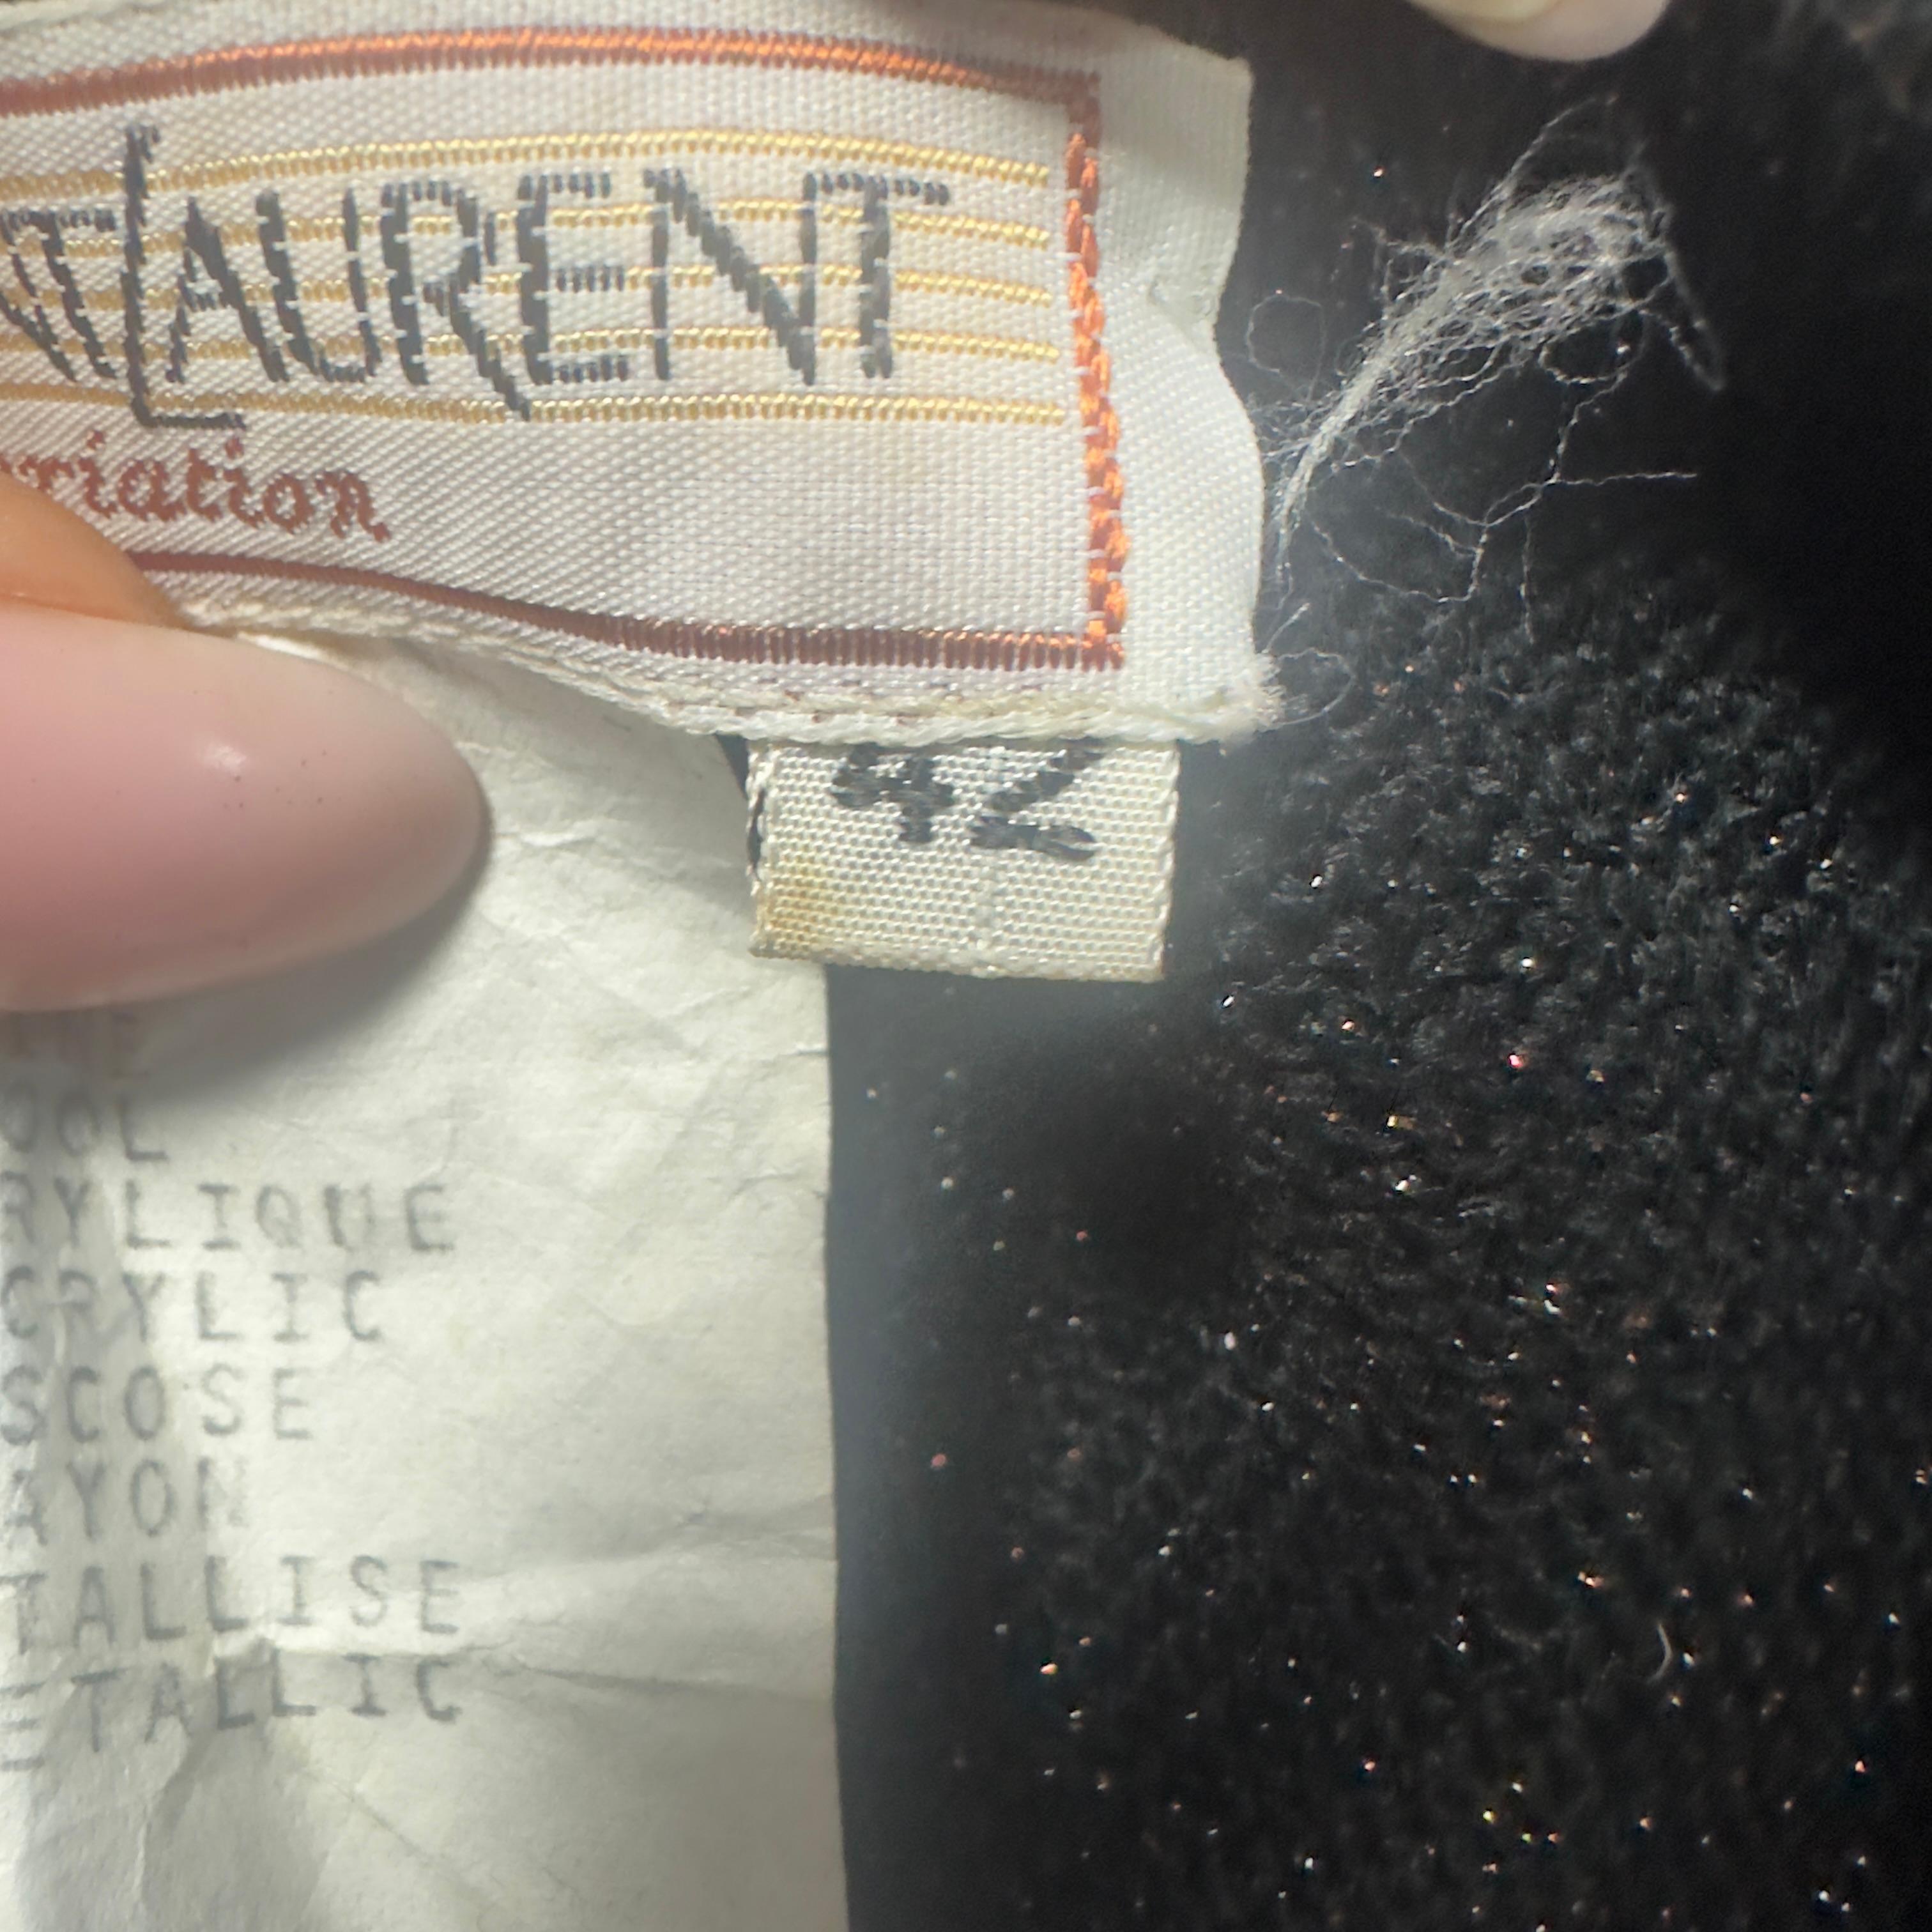 T LAURENT
riation
42
OOL
RYLIQUE
CRYLIC
SCOSE
AYON
TALLISE
ETALLIC